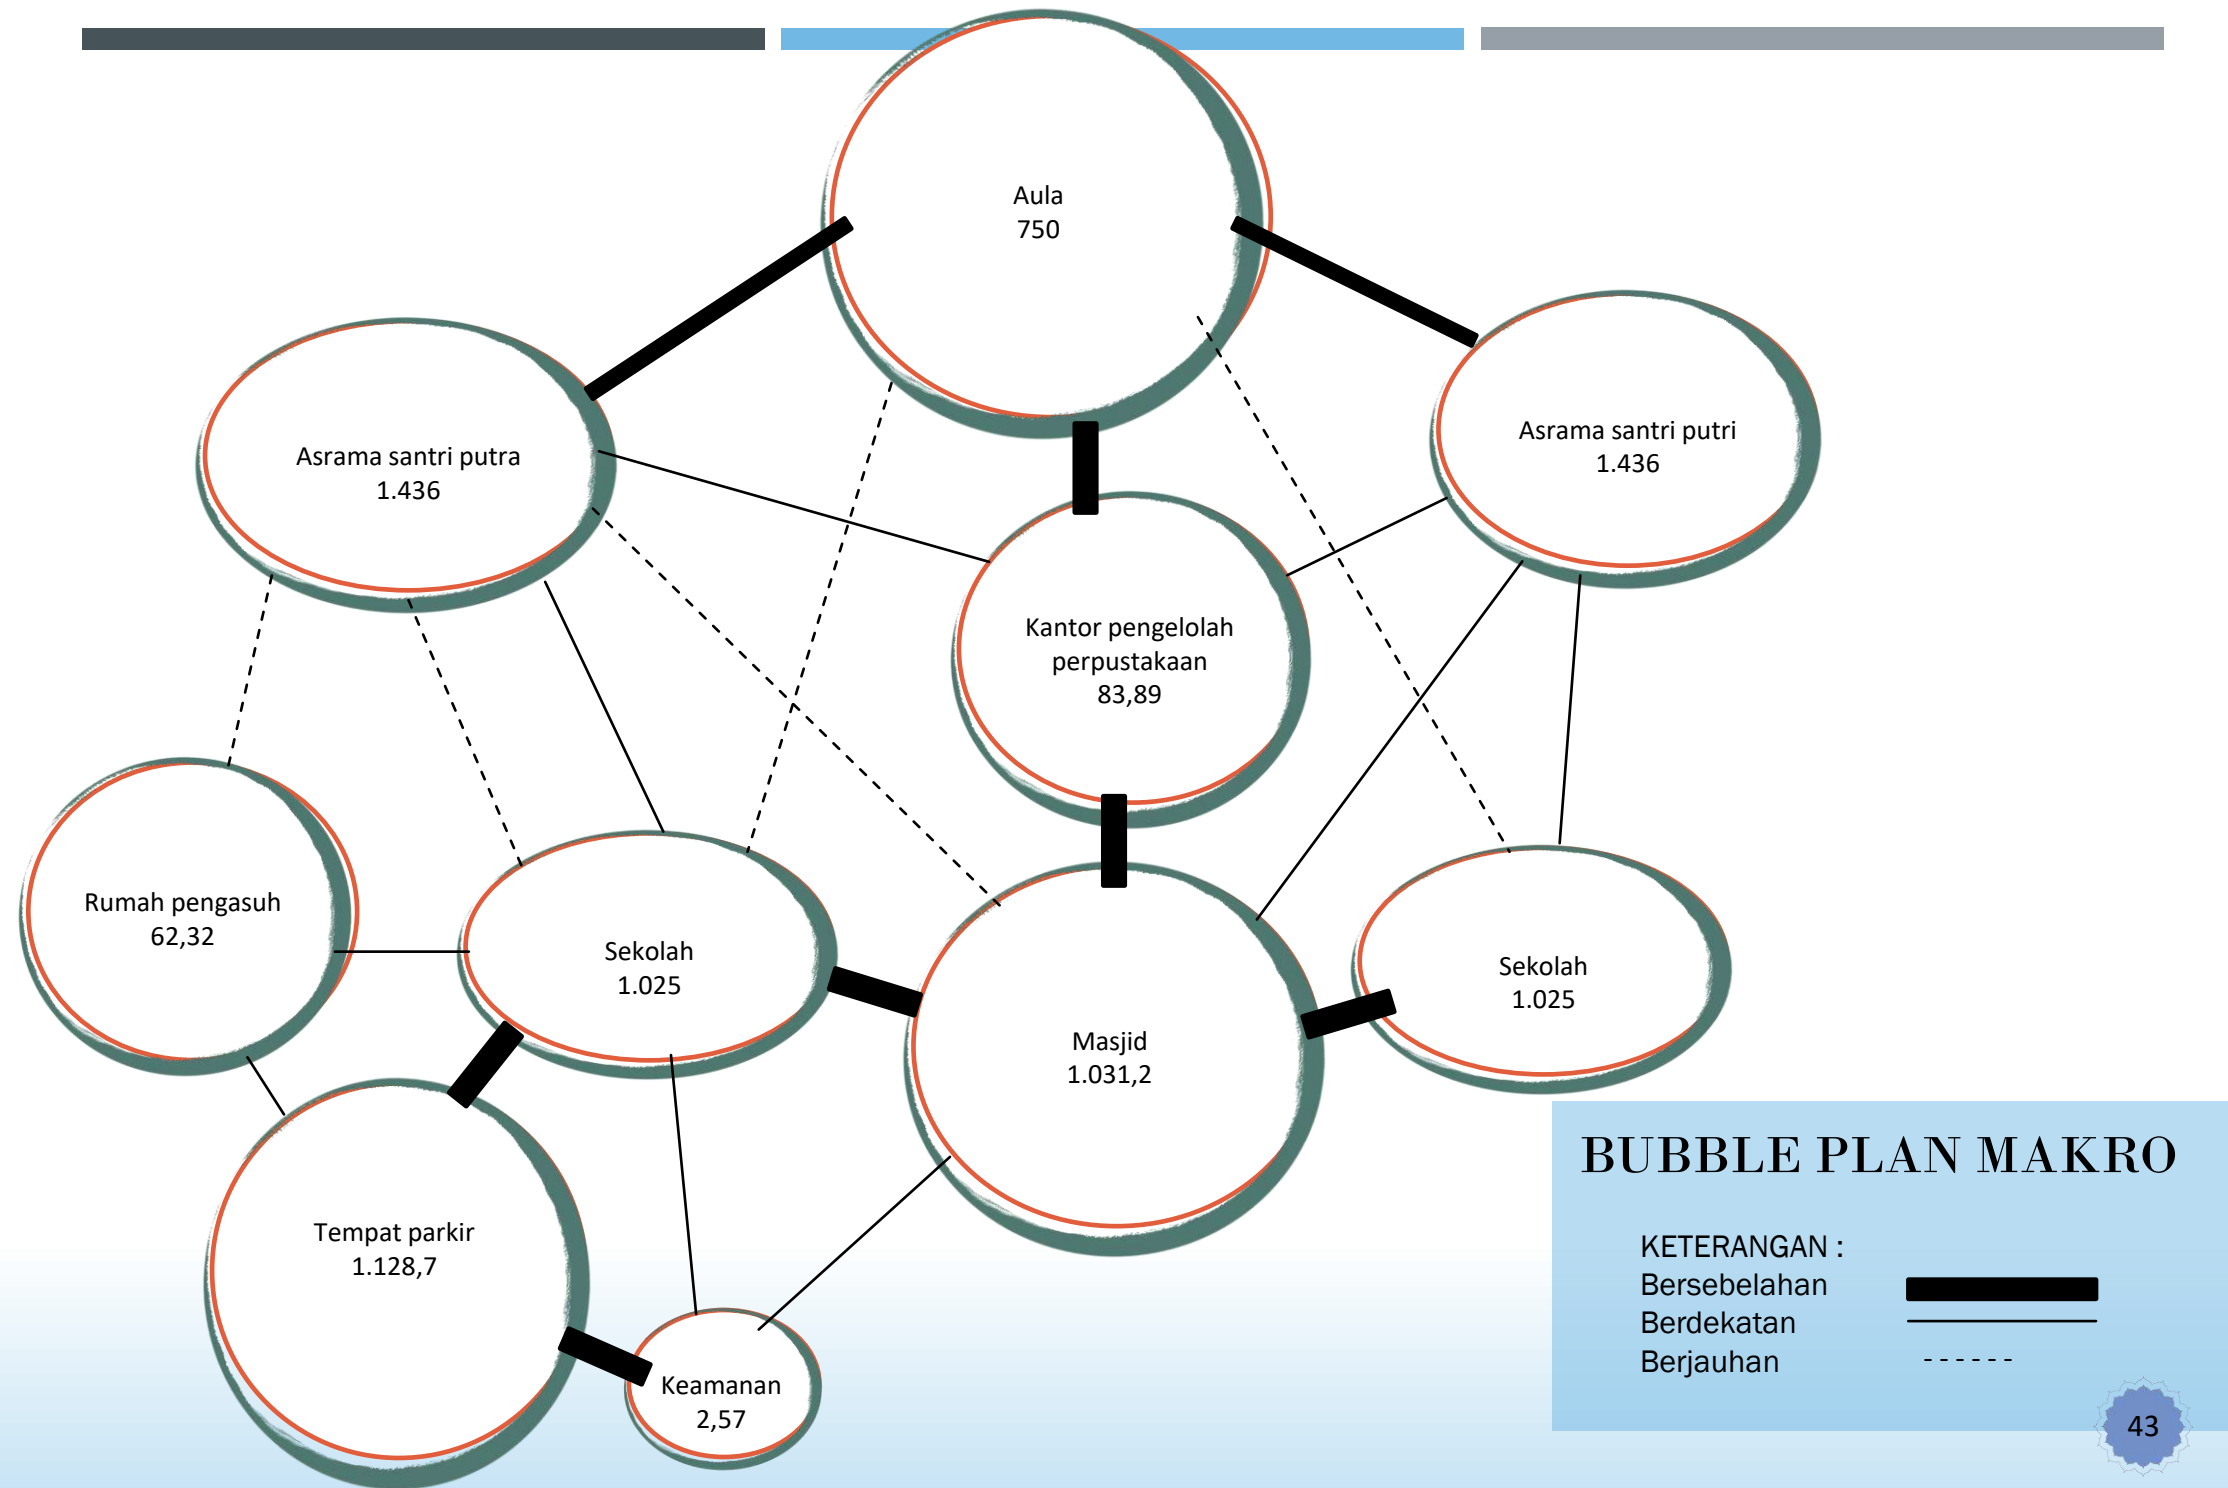 Aula
750
Asrama santri putra
1.436
Asrama santri putri
1.436
Kantor pengelolah
perpustakaan
83,89
Rumah pengasuh
62,32
Sekolah
1.025
Masjid
1.031,2
Sekolah
1.025
Tempat parkir
1.128,7
Keamanan
2,57
BUBBLE PLAN MAKRO
KETERANGAN :
Bersebelahan
Berdekatan
Berjauhan
43